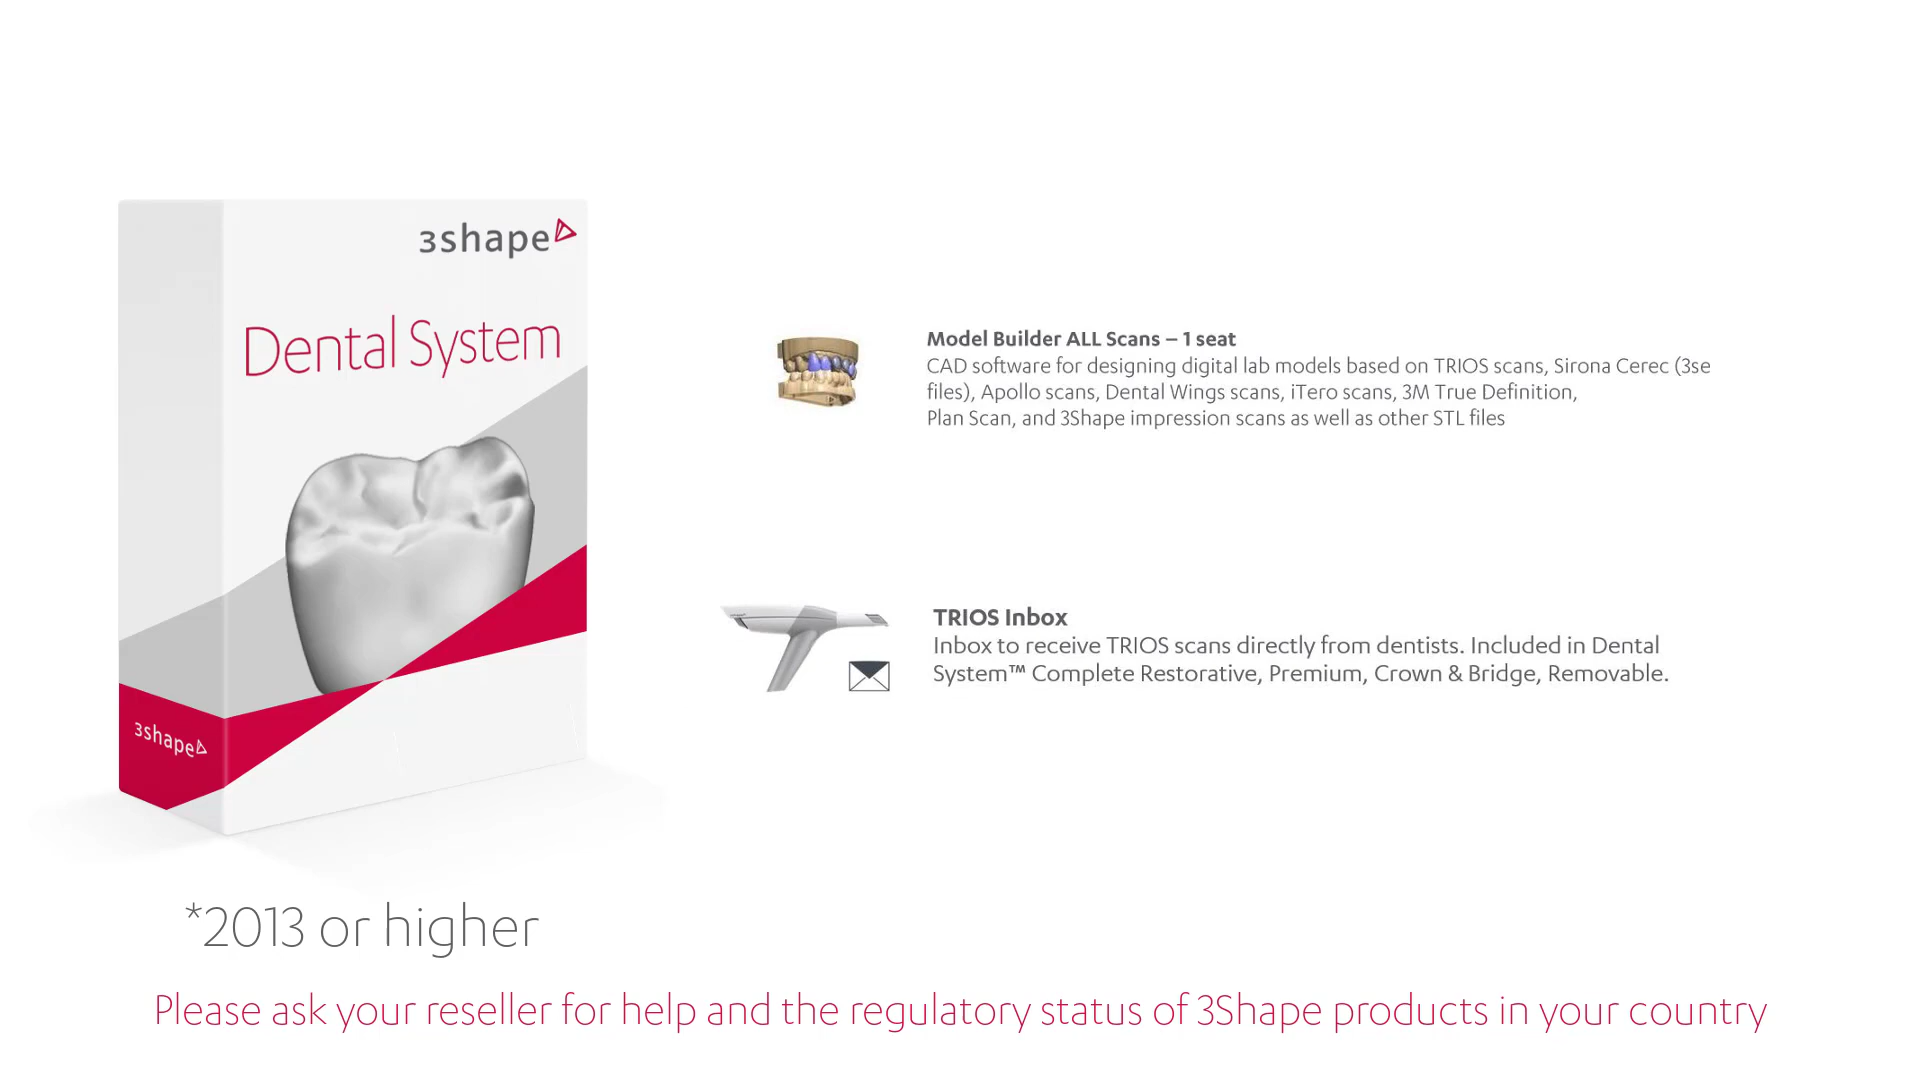 3shape
Dental System
3shape
*2013 or higher
Model Builder ALL Scans – 1 seat
CAD software for designing digital lab models based on TRIOS scans, Sirona Cerec (3se
files), Apollo scans, Dental Wings scans, iTero scans, 3M True Definition,
Plan Scan, and 3Shape impression scans as well as other STL files
TRIOS Inbox
Inbox to receive TRIOS scans directly from dentists. Included in Dental
System™ Complete Restorative, Premium, Crown & Bridge, Removable.
Please ask your reseller for help and the regulatory status of 3Shape products in your country